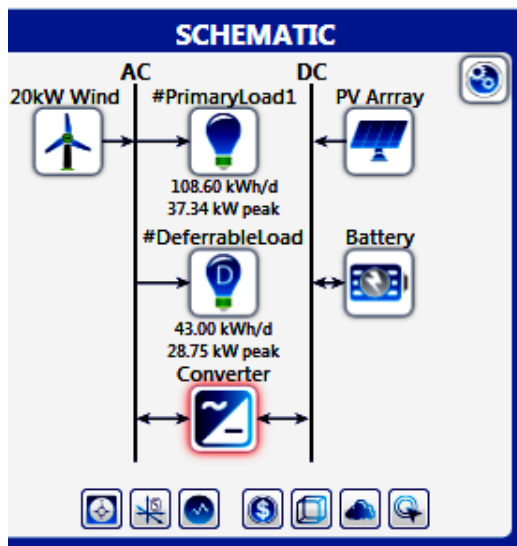 SCHEMATIC
AC DC
20kW Wind #PrimaryLoad1 PV Arrray
108.60 kWh/d
37.34 kW peak
#DeferrableLoad Battery
D
43.00 kWh/d
28.75 kW peak
Converter
$